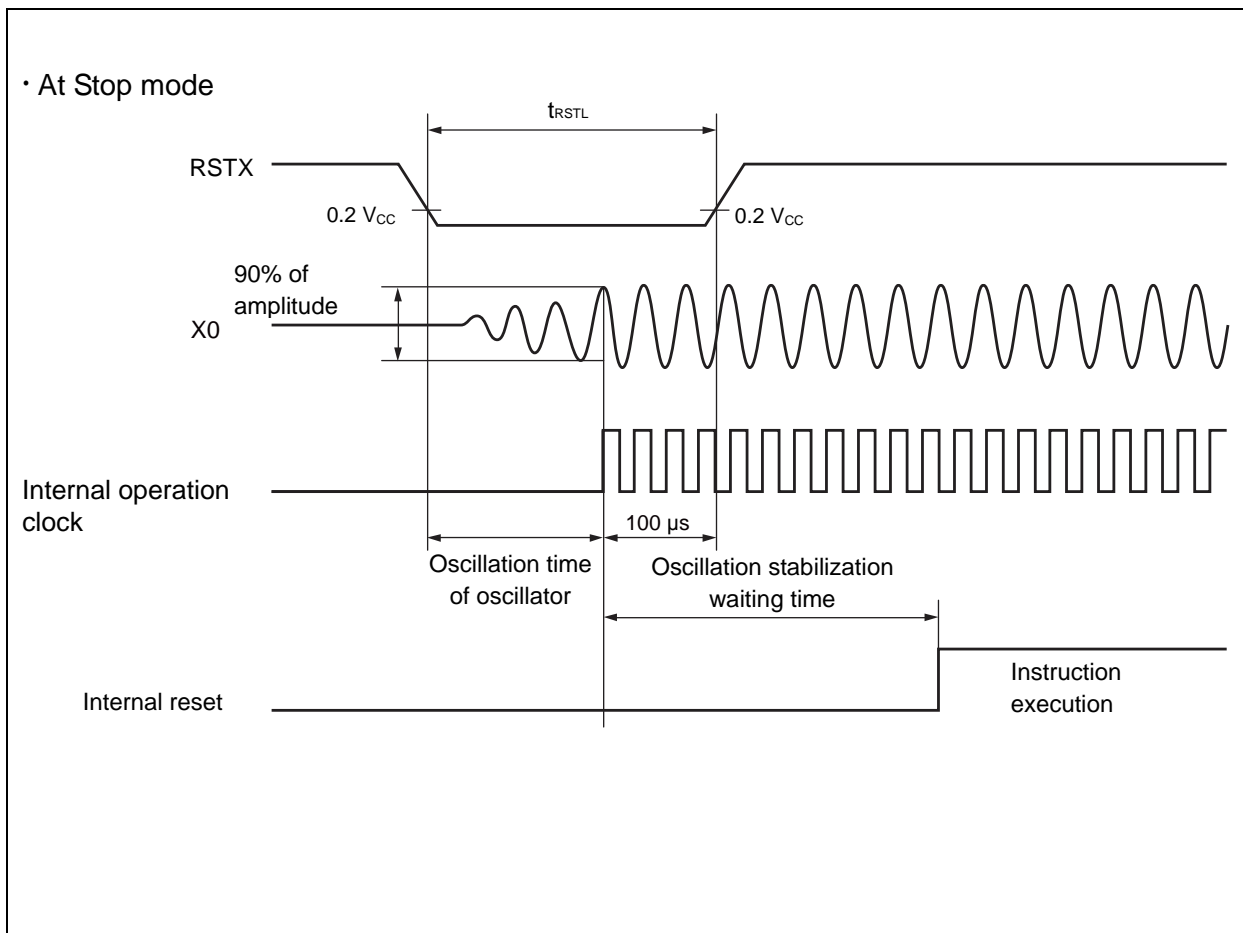 · At Stop mode
tRSTL
RSTX
0.2 VCC
0.2 VCC
90% of
amplitude
X0
Internal operation
clock
100 μs
Oscillation time
of oscillator
Oscillation stabilization
waiting time
Internal reset
Instruction
execution